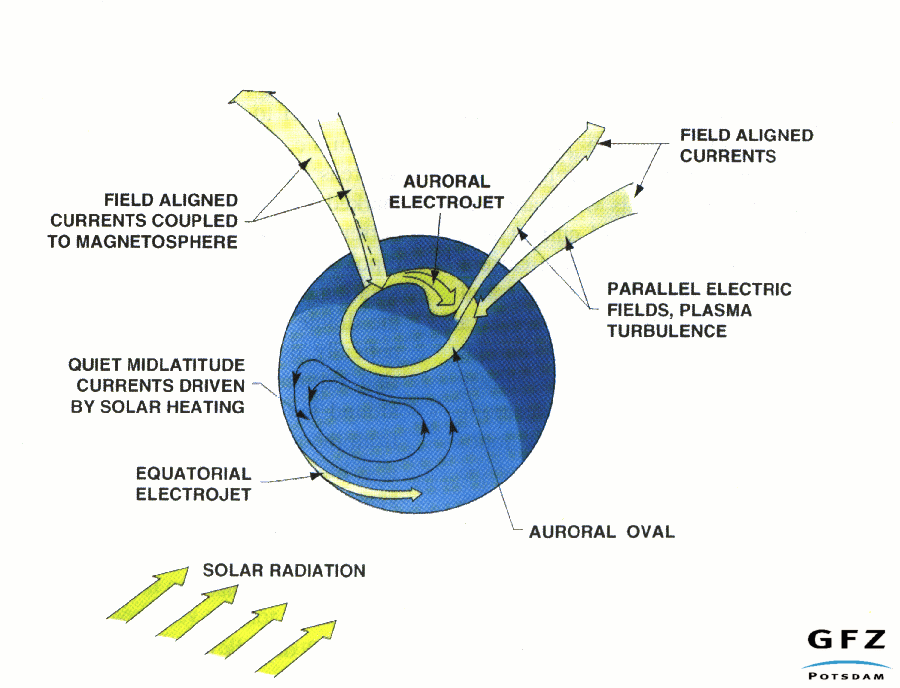 FIELD ALIGNED
CURRENTS
AURORAL
ELECTROJET
FIELD ALIGNED
CURRENTS COUPLED
TO MAGNETOSPHERE
PARALLEL ELECTRIC
FIELDS, PLASMA
TURBULENCE
QUIET MIDLATITUDE
CURRENTS DRIVEN
BY SOLAR HEATING
EQUATORIAL
ELECTROJET
AURORAL OVAL
SOLAR RADIATION
GFZ
POTSDAM